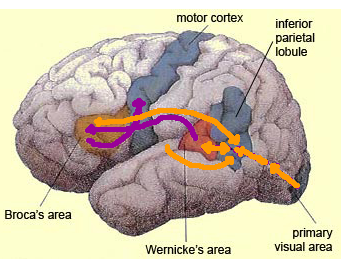 motor cortex
inferior
parietal
lobule
Broca's area
Wernicke's area
primary
visual area